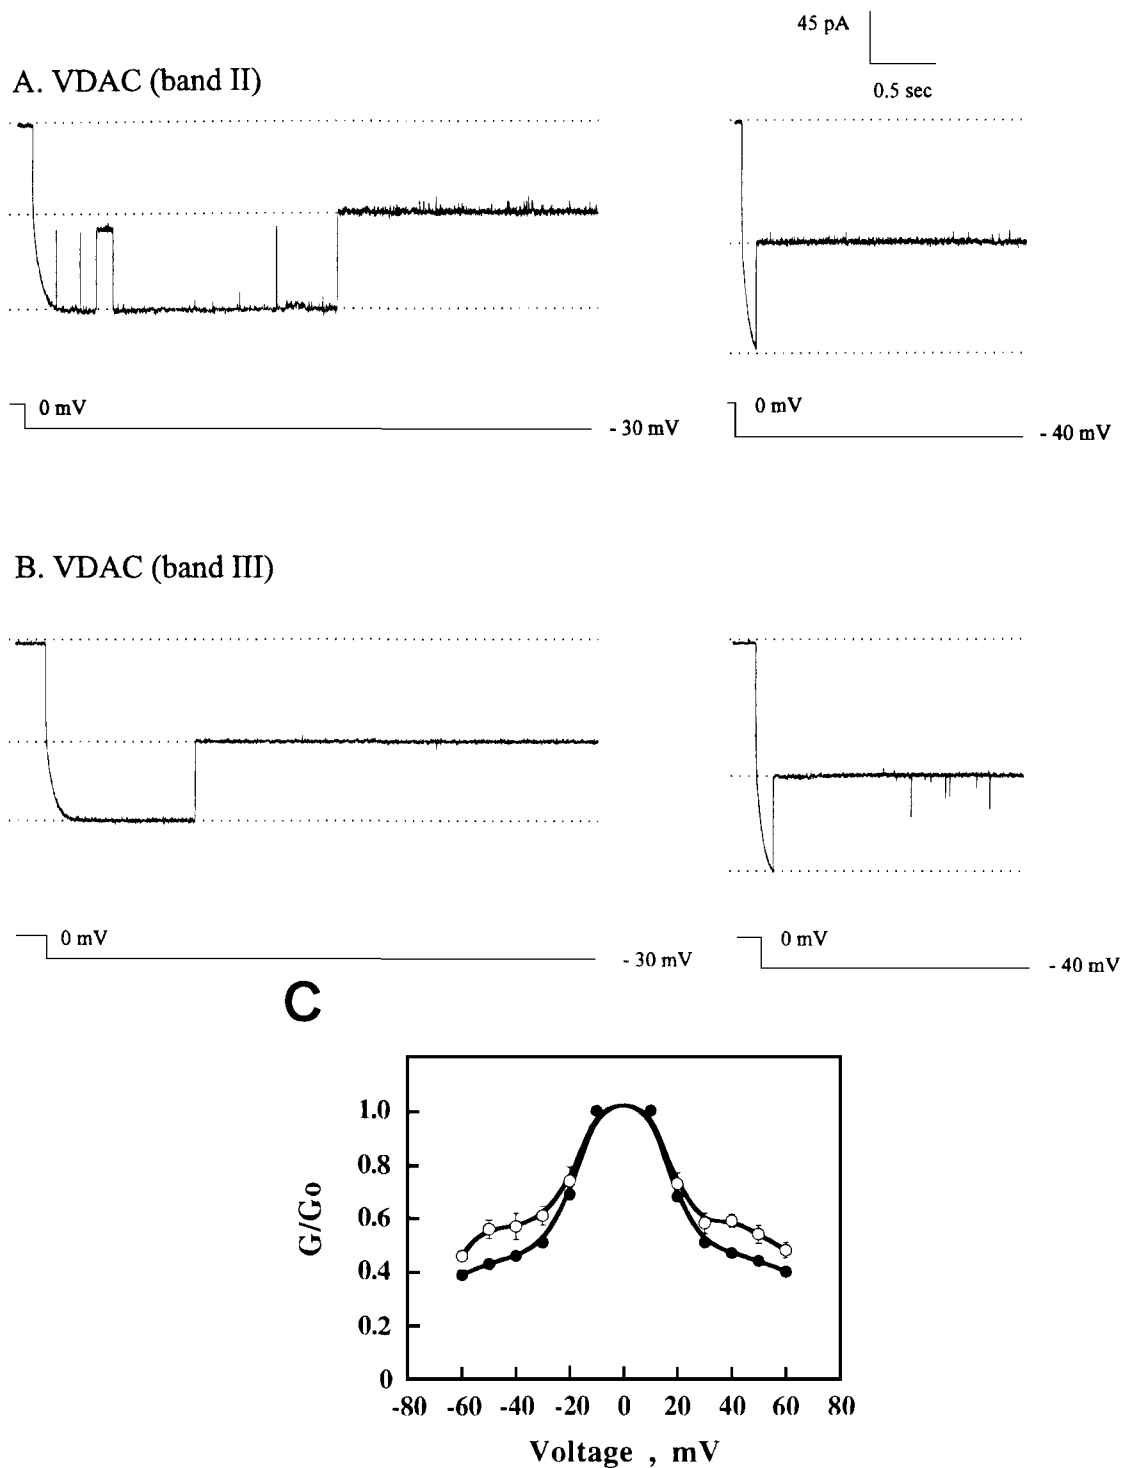 45 pA
0.5 sec
A. VDAC (band II)
0 mV
- 30 mV
0 mV
- 40 mV
B. VDAC (band III)
0 mV
- 30 mV
0 mV
- 40 mV
C
1.0
0.8
0.6
0.4
0.2
0
G/Go
-80 -60 -40 -20 0 20 40 60 80
Voltage , mV